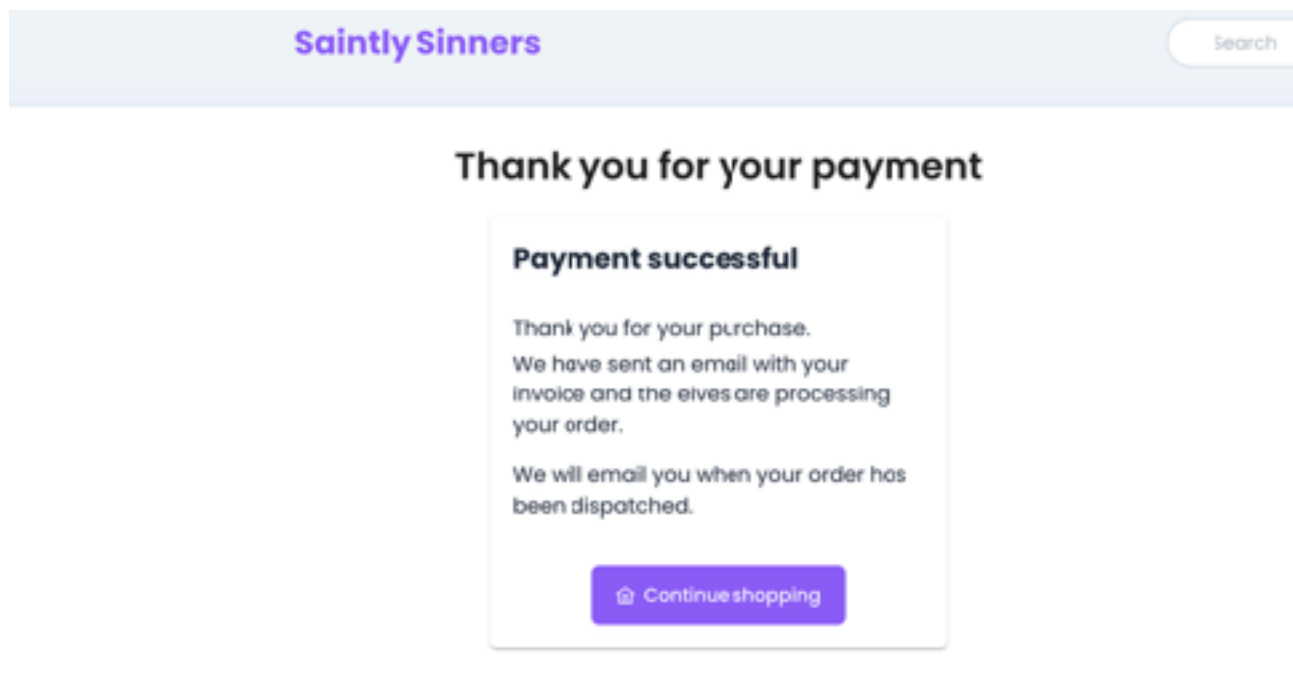 Saintly Sinners
Search
Thank you for your payment
Payment successful
Thank you for your purchase.
We have sent an email with your
invoice and the elves are processing
your order.
We will email you when your order has
been dispatched.
Continue shopping